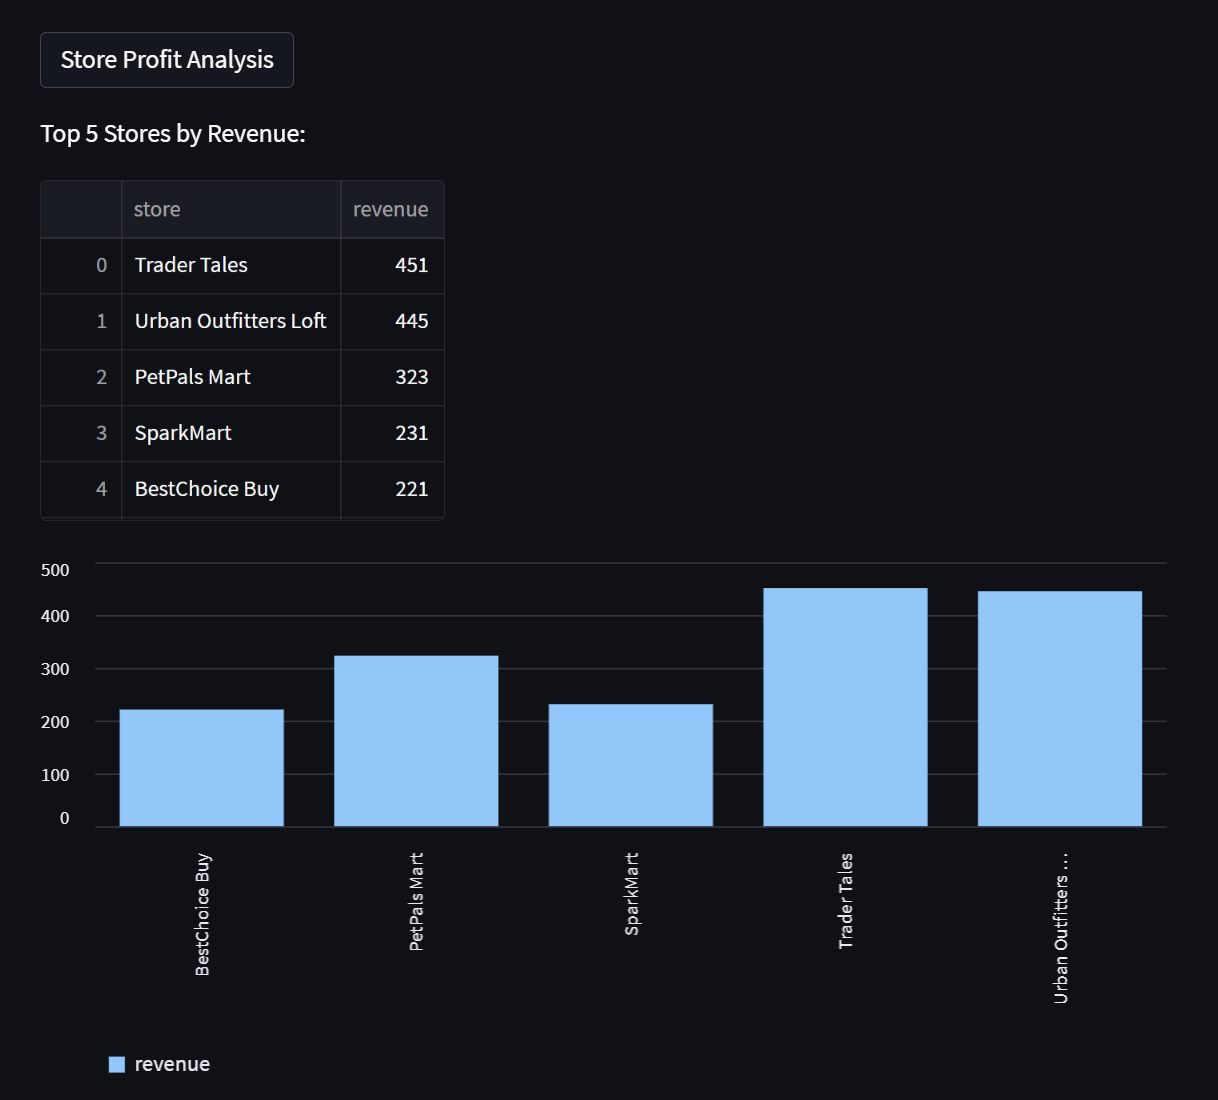 Store Profit Analysis
Top 5 Stores by Revenue:
store revenue
0 Trader Tales 451
1 Urban Outfitters Loft 445
2 PetPals Mart 323
3 SparkMart 231
4 BestChoice Buy 221
500
400
300
200
100
0
BestChoice Buy
PetPals Mart
SparkMart
Trader Tales
Urban Outfitters …
revenue